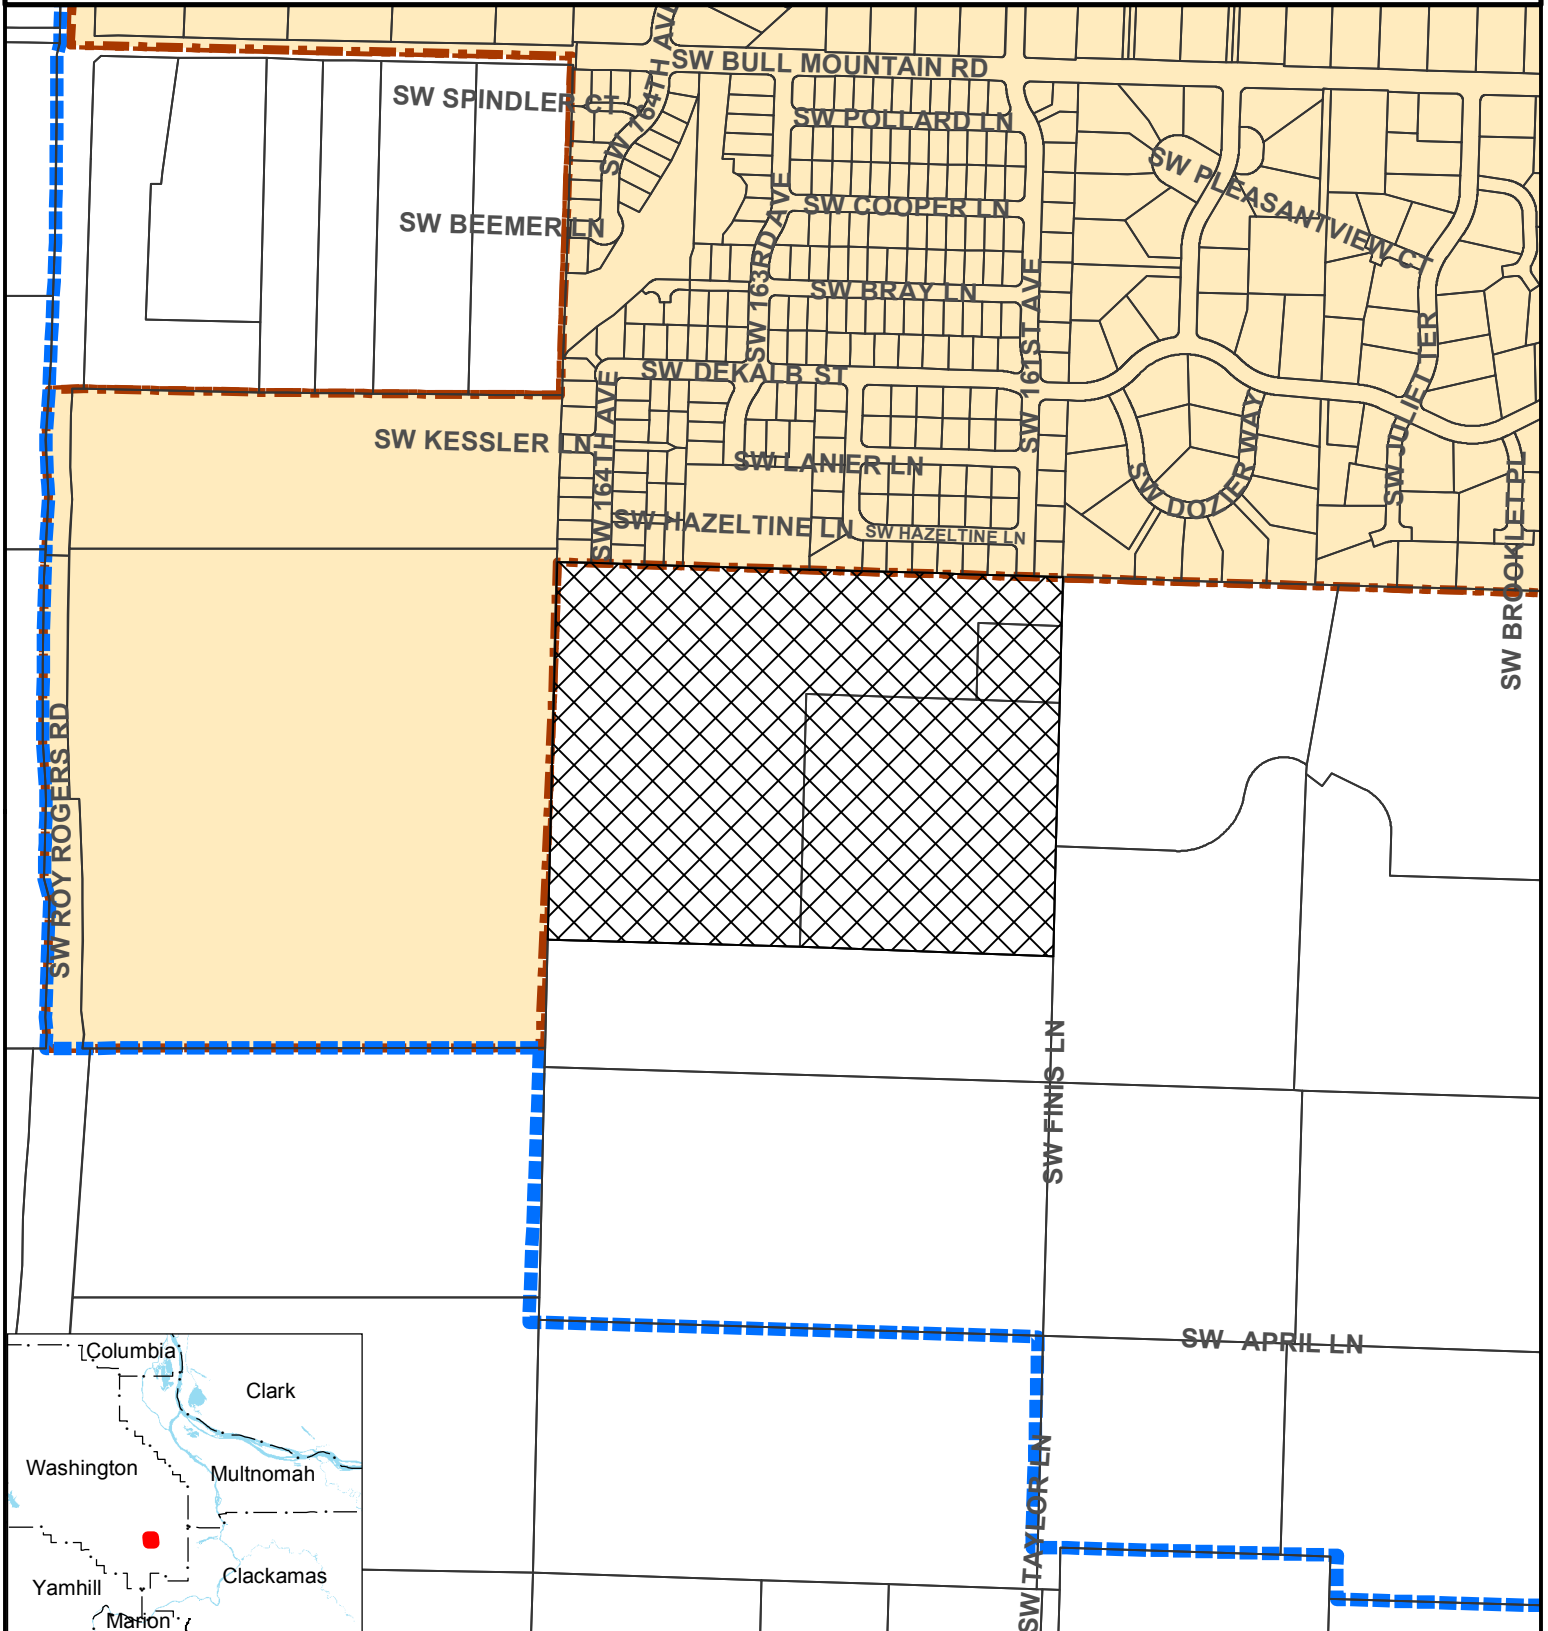 SW BULL MOUNTAIN RD
SW 164TH AVE
SW SPINDLER CT
SW POLLARD LN
SW PLEASANTVIEW CT
SW COOPER LN
SW BEEMER LN
SW 163RD AVE
SW BRAY LN
SW 161ST AVE
SW JULIET TER
SW DEKALB ST
SW 164TH AVE
SW KESSLER LN
SW LANIER LN
SW DOZIER WAY
SW HAZELTINE LN
SW HAZELTINE LN
SW BROOKLET PL
SW ROY ROGERS RD
SW FINIS LN
SW APRIL LN
SW TAYLOR LN
Columbia
Clark
Washington
Multnomah
Yamhill
Clackamas
Marion